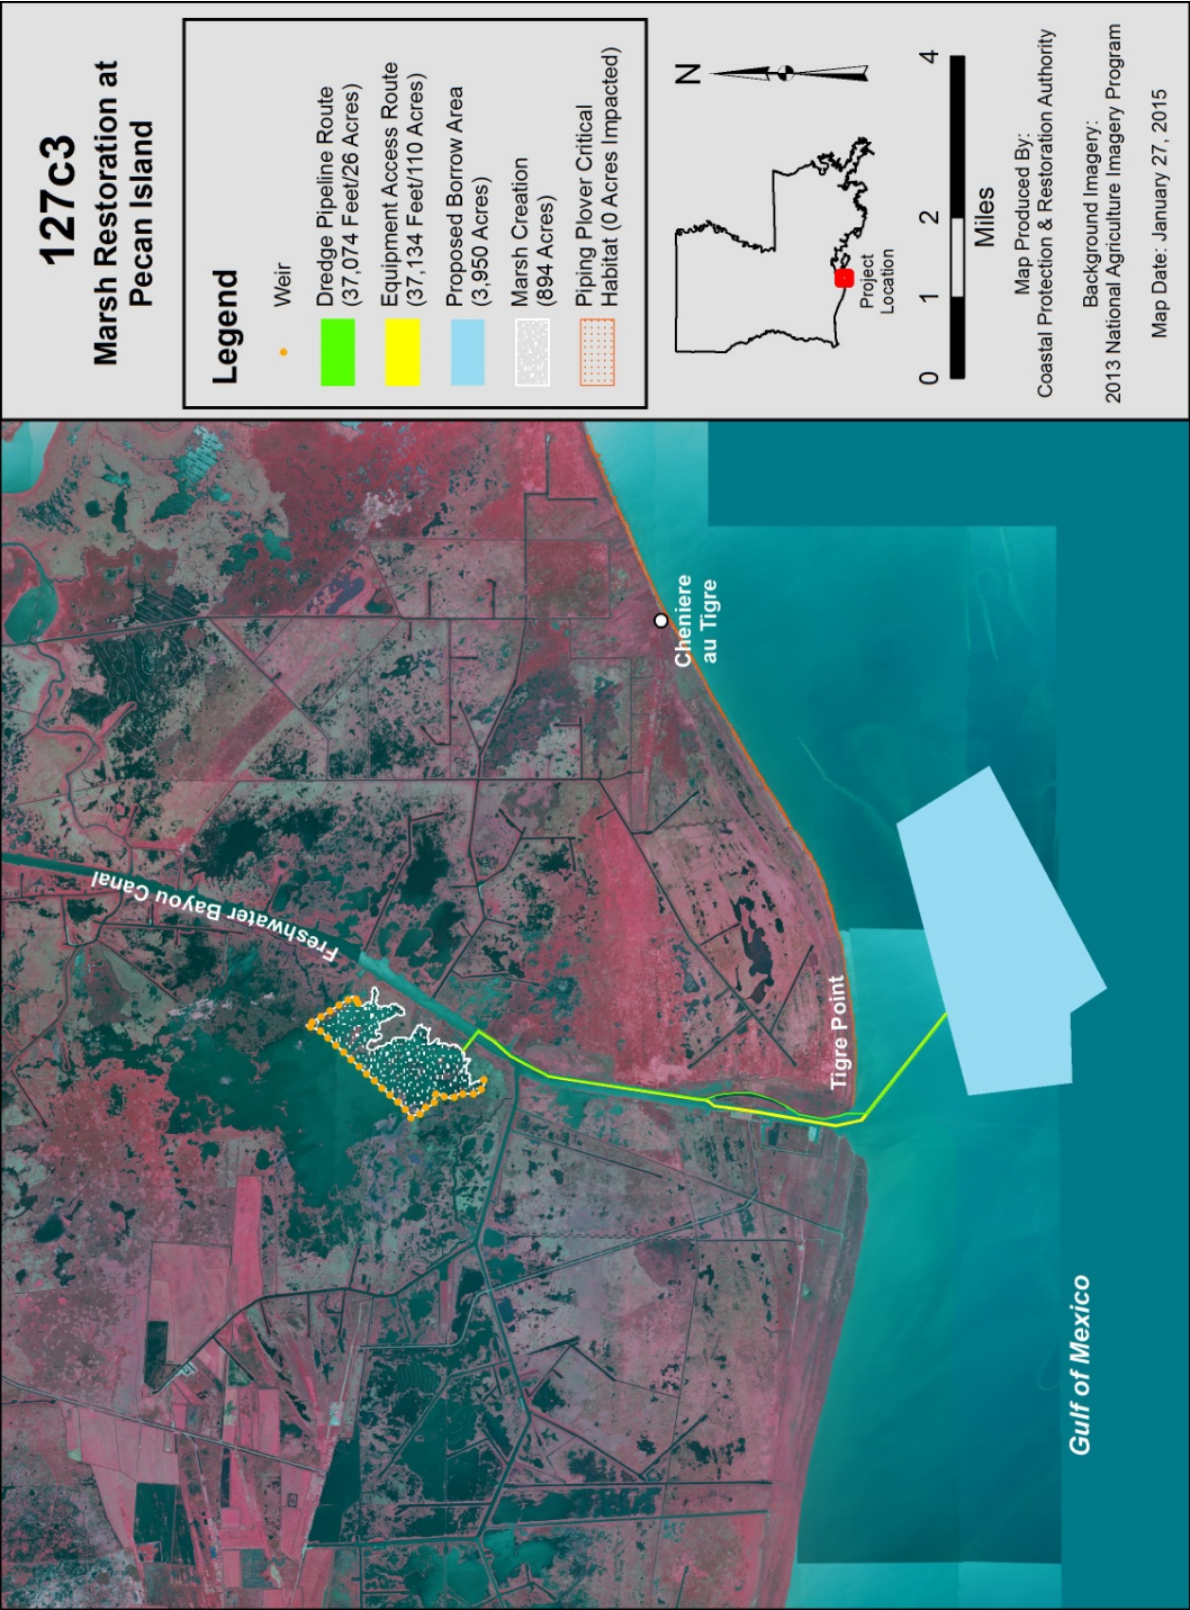 127c3
Marsh Restoration at
Pecan Island
Legend
Weir
Dredge Pipeline Route
(37,074 Feet/26 Acres)
Equipment Access Route
(37,134 Feet/110 Acres)
Proposed Borrow Area
(3,950 Acres)
Marsh Creation
(894 Acres)
Piping Plover Critical
Habitat (0 Acres Impacted)
N
Project
Location
0 1 2 4
Miles
Map Produced By:
Coastal Protection & Restoration Authority
Background Imagery:
2013 National Agriculture Imagery Program
Map Date: January 27, 2015
Freshwater Bayou Canal
Cheniere
au Tigre
Tigre Point
Gulf of Mexico